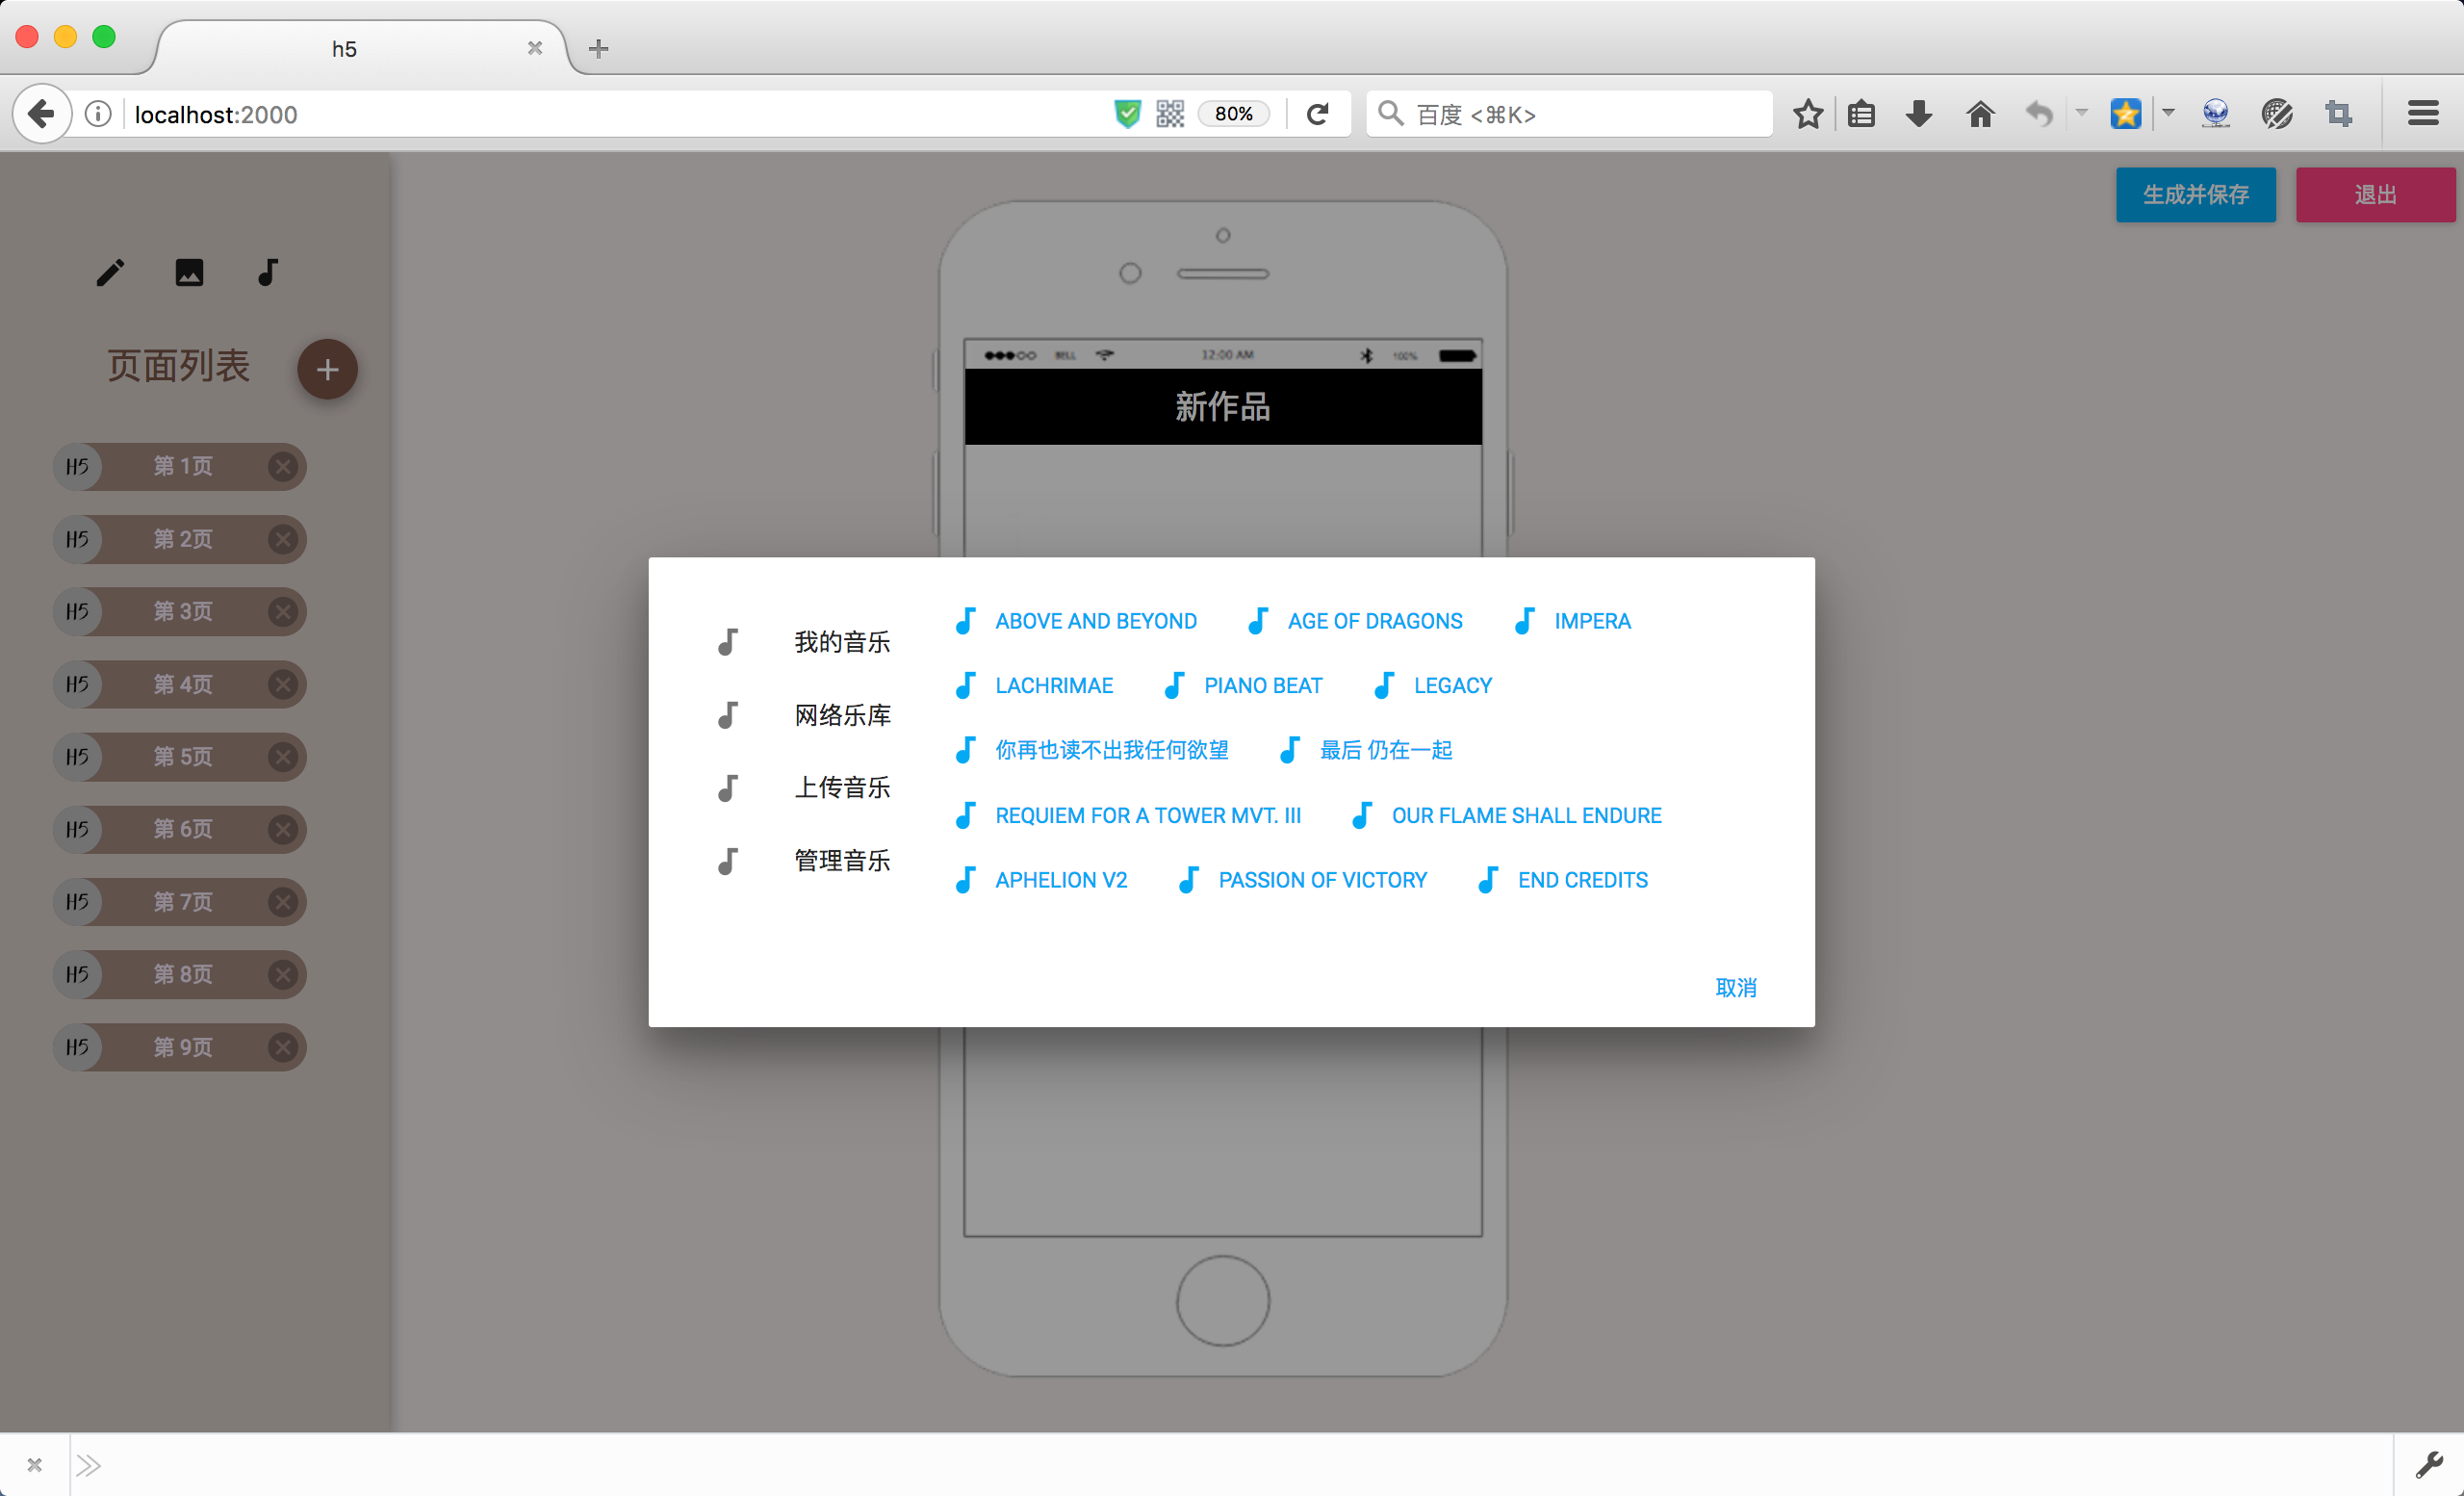 h5
localhost:2000
80%
百度 <⌘K>
生成并保存
退出
页面列表
H5 第 1页
H5 第 2页
H5 第 3页
H5 第 4页
H5 第 5页
H5 第 6页
H5 第 7页
H5 第 8页
H5 第 9页
BELL 12:00 AM 100%
新作品
我的音乐
网络乐库
上传音乐
管理音乐
ABOVE AND BEYOND AGE OF DRAGONS IMPERA
LACHRIMAE PIANO BEAT LEGACY
你再也读不出我任何欲望 最后 仍在一起
REQUIEM FOR A TOWER MVT. III OUR FLAME SHALL ENDURE
APHELION V2 PASSION OF VICTORY END CREDITS
取消